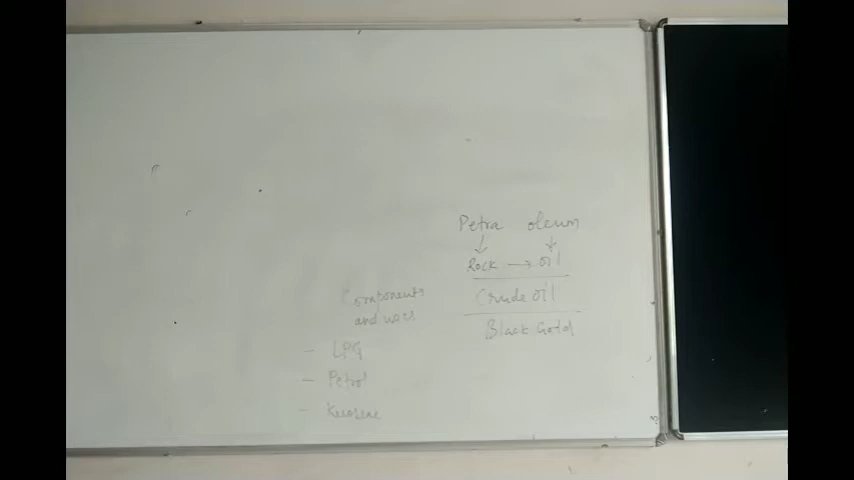 Petra oleum
↓ ↓
Rock → Oil
Crude Oil
Black Gold
Components
and uses
- LPG
- Petrol
- Kerosene